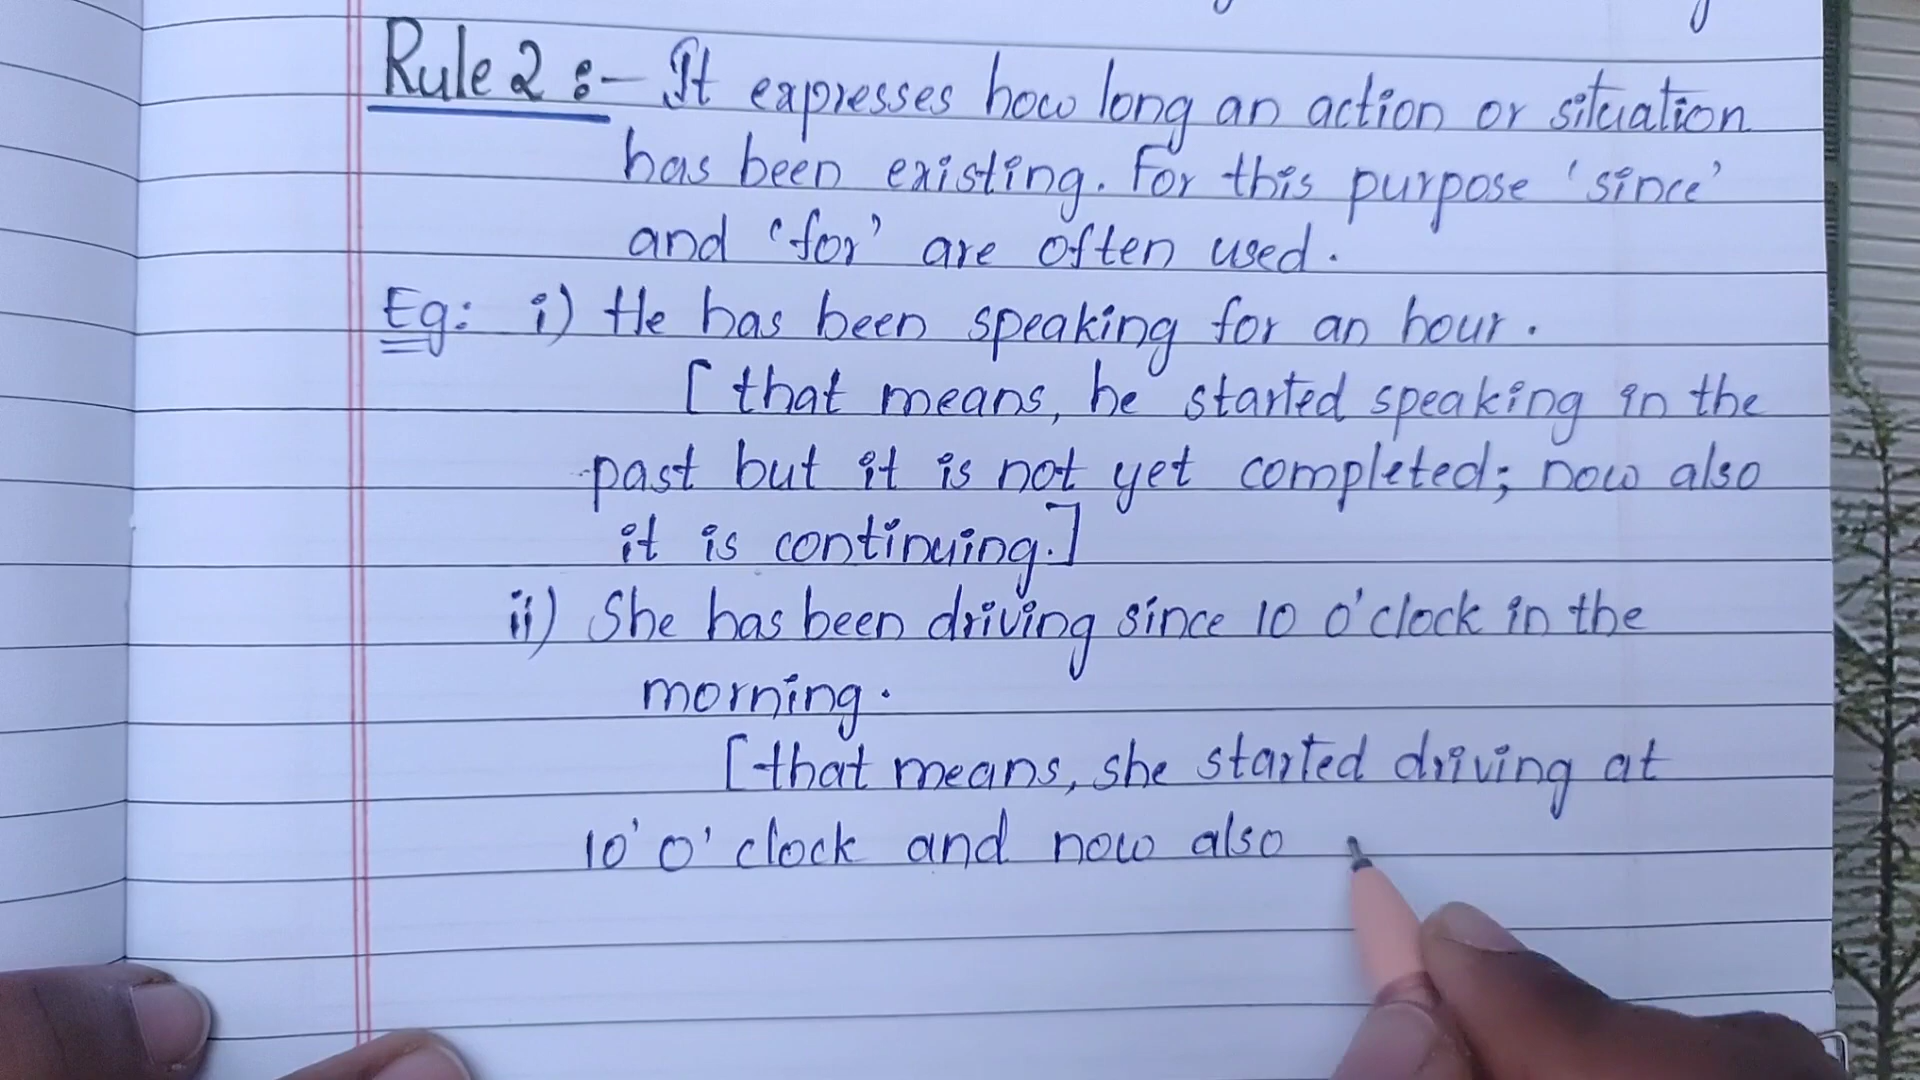 Rule 2 :- It expresses how long an action or situation
has been existing. For this purpose 'since'
and 'for' are often used.
Eg: i) He has been speaking for an hour.
[that means, he started speaking in the
past but it is not yet completed; now also
it is continuing.]
ii) She has been driving since 10 o'clock in the
morning.
[that means, she started driving at
10' o' clock and now also